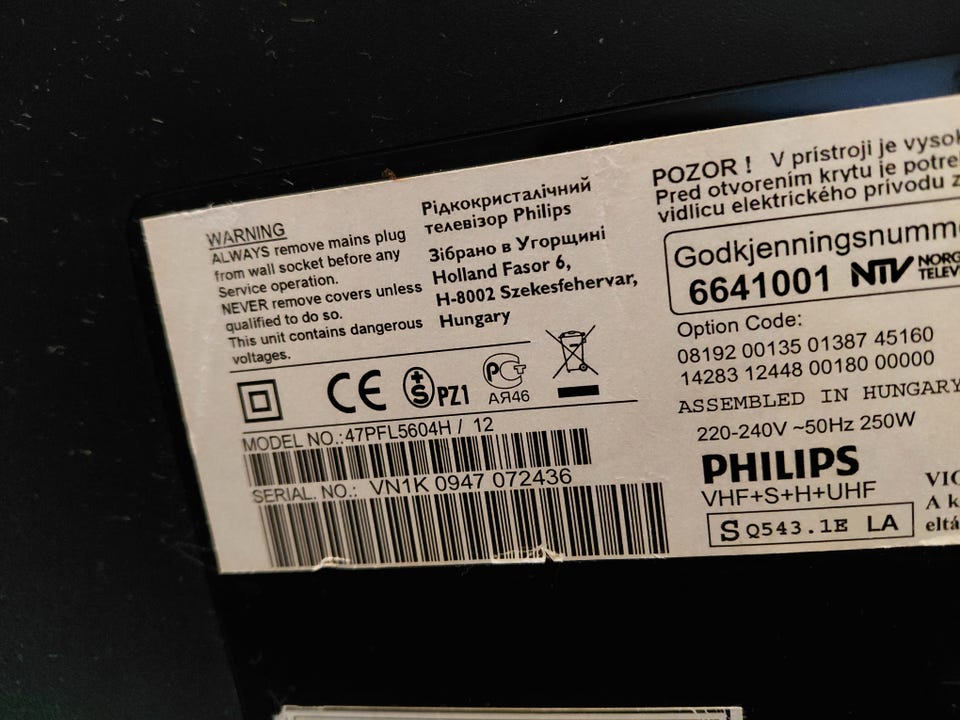 WARNING
ALWAYS remove mains plug
from wall socket before any
Service operation.
NEVER remove covers unless
qualified to do so.
This unit contains dangerous
voltages.
Рідкокристалічний
телевізор Philips
Зібрано в Угорщині
Holland Fasor 6,
H-8002 Szekesfehervar,
Hungary
CE S PZ1 РСТ
АЯ46
MODEL NO.:47PFL5604H / 12
SERIAL. NO.: VN1K 0947 072436
POZOR ! V prístroji je
Pred otvorením krytu je
vidlicu elektrického prívodu
6641001 NTV
Option Code:
08192 00135 01387 45160
14283 12448 00180 00000
ASSEMBLED IN HUNGARY
220-240V ~50Hz 250W
PHILIPS
VHF+S+H+UHF
S Q543.1E LA